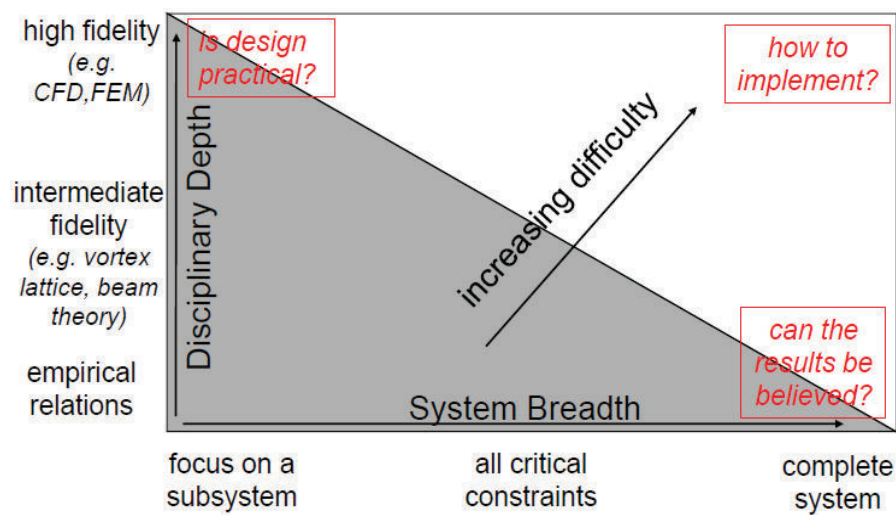 high fidelity
(e.g.
CFD,FEM)
is design
practical?
how to
implement?
Disciplinary Depth
increasing difficulty
intermediate
fidelity
(e.g. vortex
lattice, beam
theory)
can the
results be
believed?
empirical
relations
System Breadth
focus on a
subsystem
all critical
constraints
complete
system